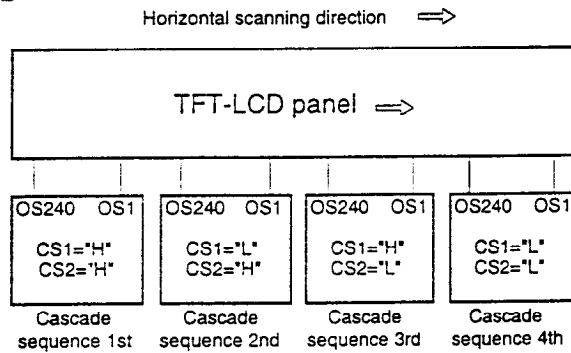 Horizontal scanning direction
TFT-LCD panel
OS240 OS1 OS240 OS1 OS240 OS1 OS240 OS1
CS1="H" CS1="L" CS1="H" CS1="L"
CS2="H" CS2="H" CS2="L" CS2="L"
Cascade Cascade Cascade Cascade
sequence 1st sequence 2nd sequence 3rd sequence 4th